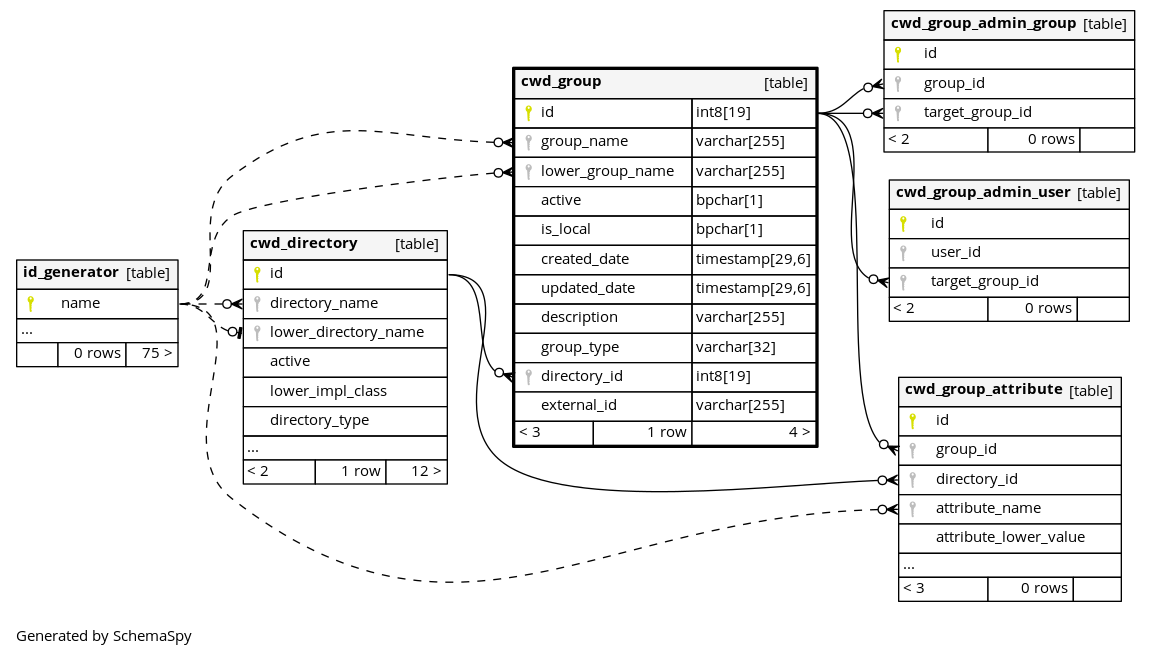 id_generator [table]
name
...
0 rows 75 >
cwd_directory [table]
id
directory_name
lower_directory_name
active
lower_impl_class
directory_type
...
< 2 1 row 12 >
cwd_group [table]
id int8[19]
group_name varchar[255]
lower_group_name varchar[255]
active bpchar[1]
is_local bpchar[1]
created_date timestamp[29,6]
updated_date timestamp[29,6]
description varchar[255]
group_type varchar[32]
directory_id int8[19]
external_id varchar[255]
< 3 1 row 4 >
cwd_group_admin_group [table]
id
group_id
target_group_id
< 2 0 rows
cwd_group_admin_user [table]
id
user_id
target_group_id
< 2 0 rows
cwd_group_attribute [table]
id
group_id
directory_id
attribute_name
attribute_lower_value
...
< 3 0 rows
Generated by SchemaSpy